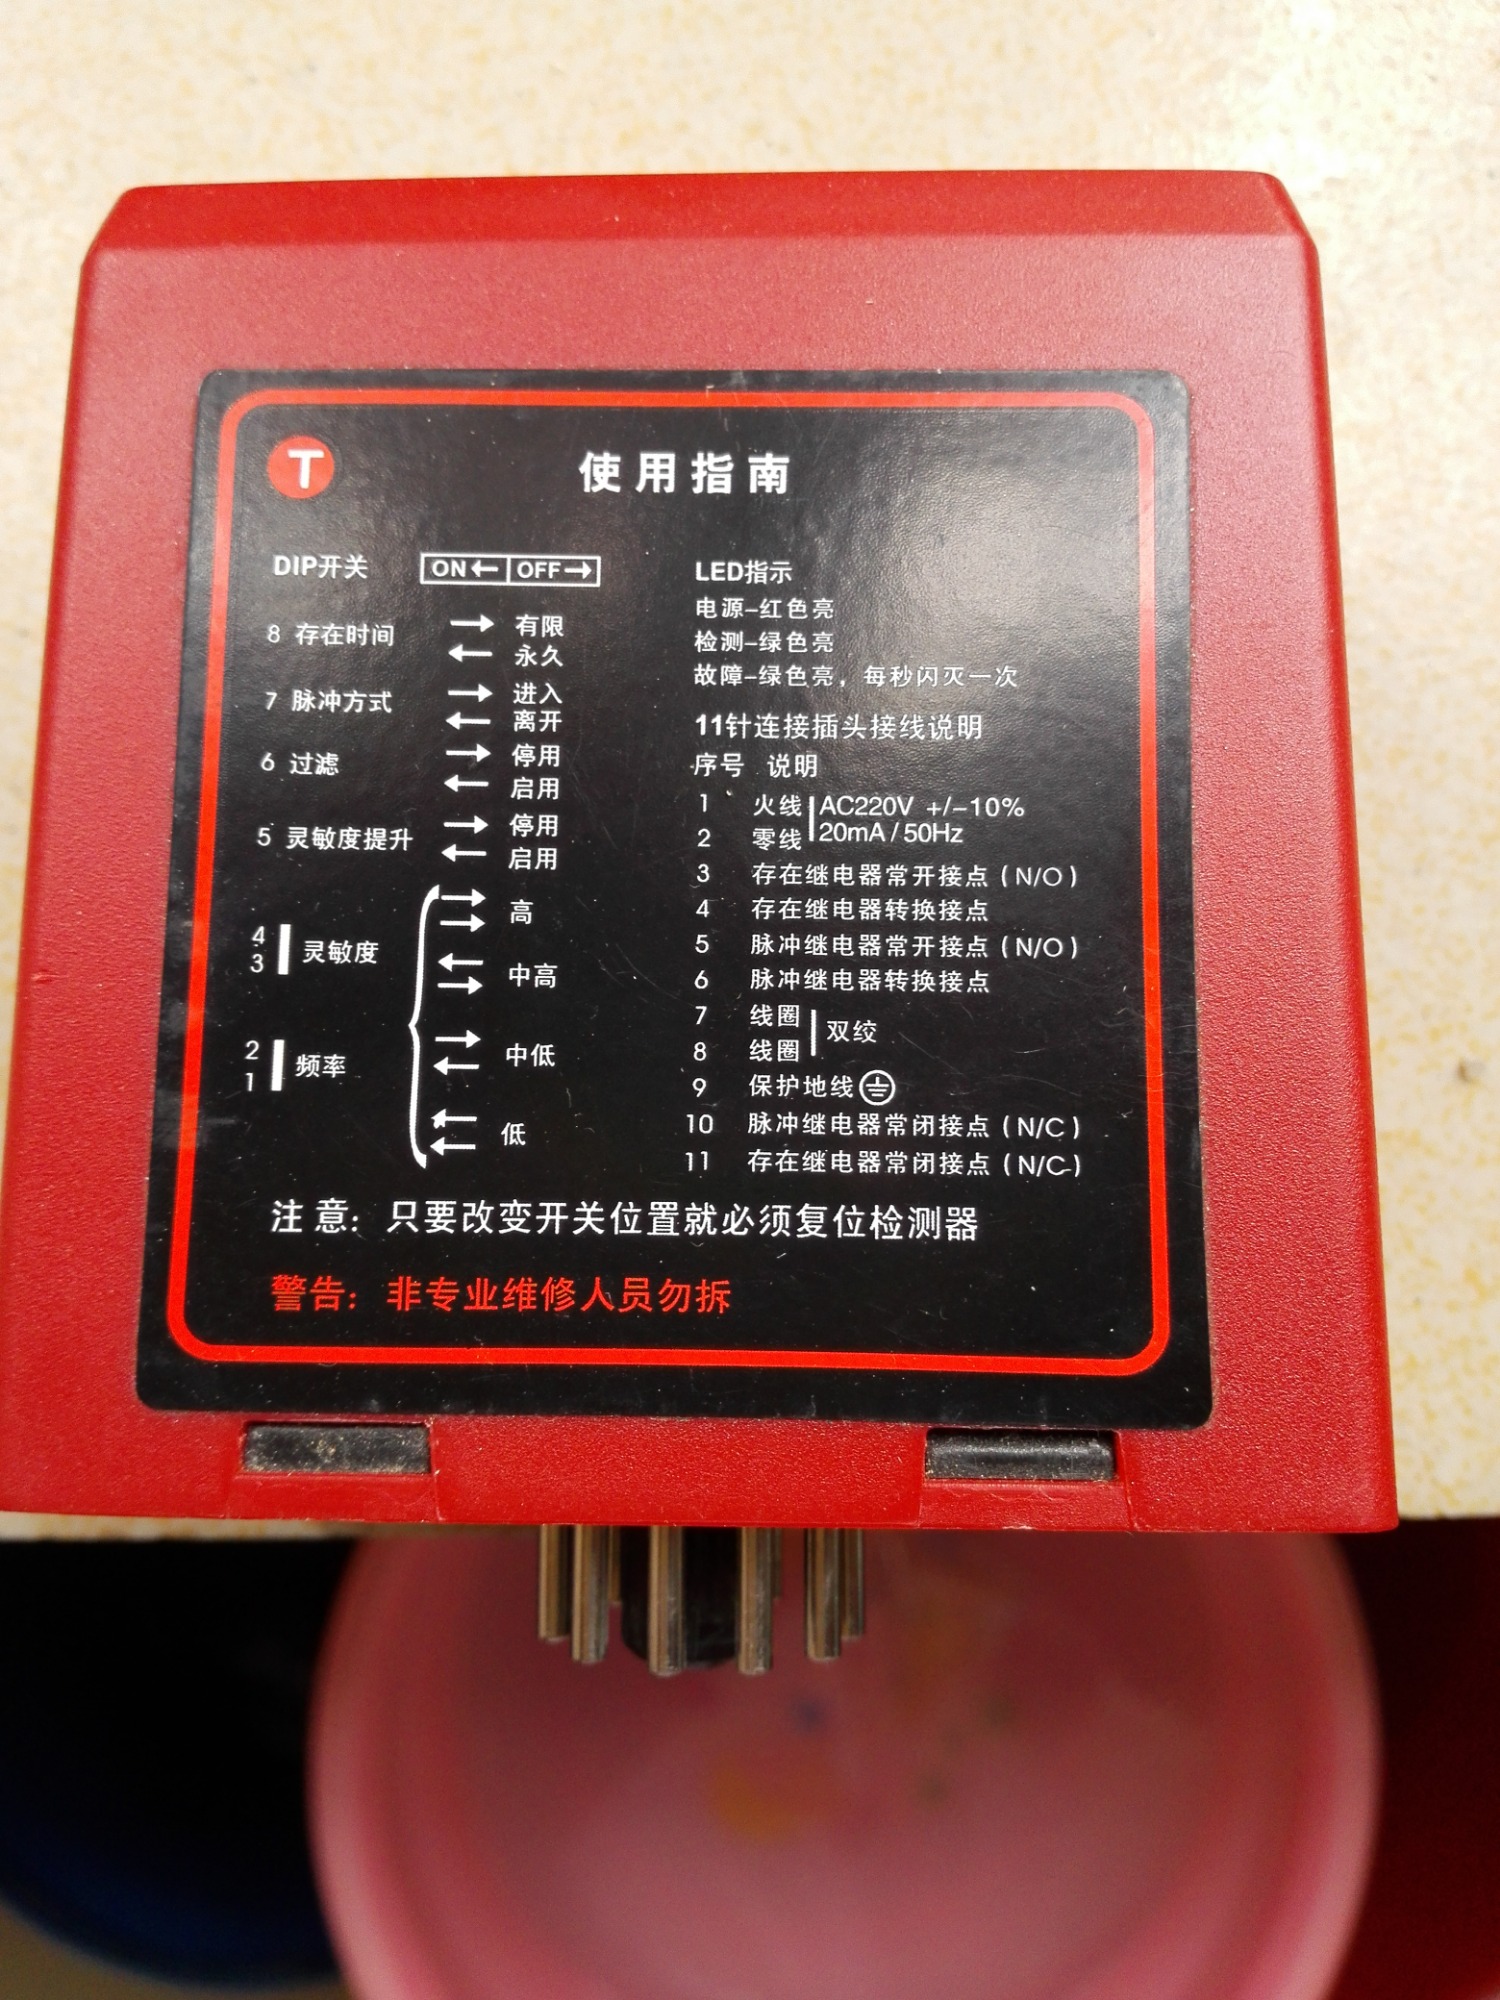 T
使用指南
DIP开关 ON← OFF→
8 存在时间 → 有限
← 永久
7 脉冲方式 → 进入
← 离开
6 过滤 → 停用
← 启用
5 灵敏度提升 → 停用
← 启用
4
3 灵敏度
2
1 频率
→
→ 高
←
→ 中高
→
← 中低
←
← 低
LED指示
电源-红色亮
检测-绿色亮
故障-绿色亮，每秒闪灭一次
11针连接插头接线说明
序号 说明
1 火线 AC220V +/-10%
2 零线 20mA/50Hz
3 存在继电器常开接点(N/O)
4 存在继电器转换接点
5 脉冲继电器常开接点(N/O)
6 脉冲继电器转换接点
7 线圈
8 线圈 双绞
9 保护地线
10 脉冲继电器常闭接点(N/C)
11 存在继电器常闭接点(N/C)
注意：只要改变开关位置就必须复位检测器
警告：非专业维修人员勿拆